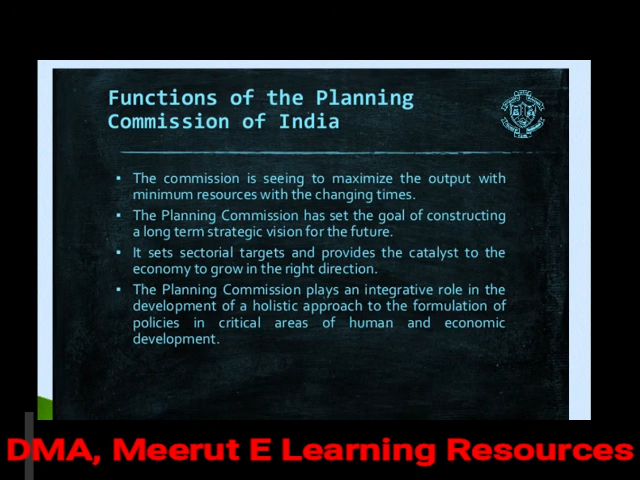 Functions of the Planning
Commission of India
▪ The commission is seeing to maximize the output with
minimum resources with the changing times.
▪ The Planning Commission has set the goal of constructing
a long term strategic vision for the future.
▪ It sets sectorial targets and provides the catalyst to the
economy to grow in the right direction.
▪ The Planning Commission plays an integrative role in the
development of a holistic approach to the formulation of
policies in critical areas of human and economic
development.
DMA, Meerut E Learning Resources